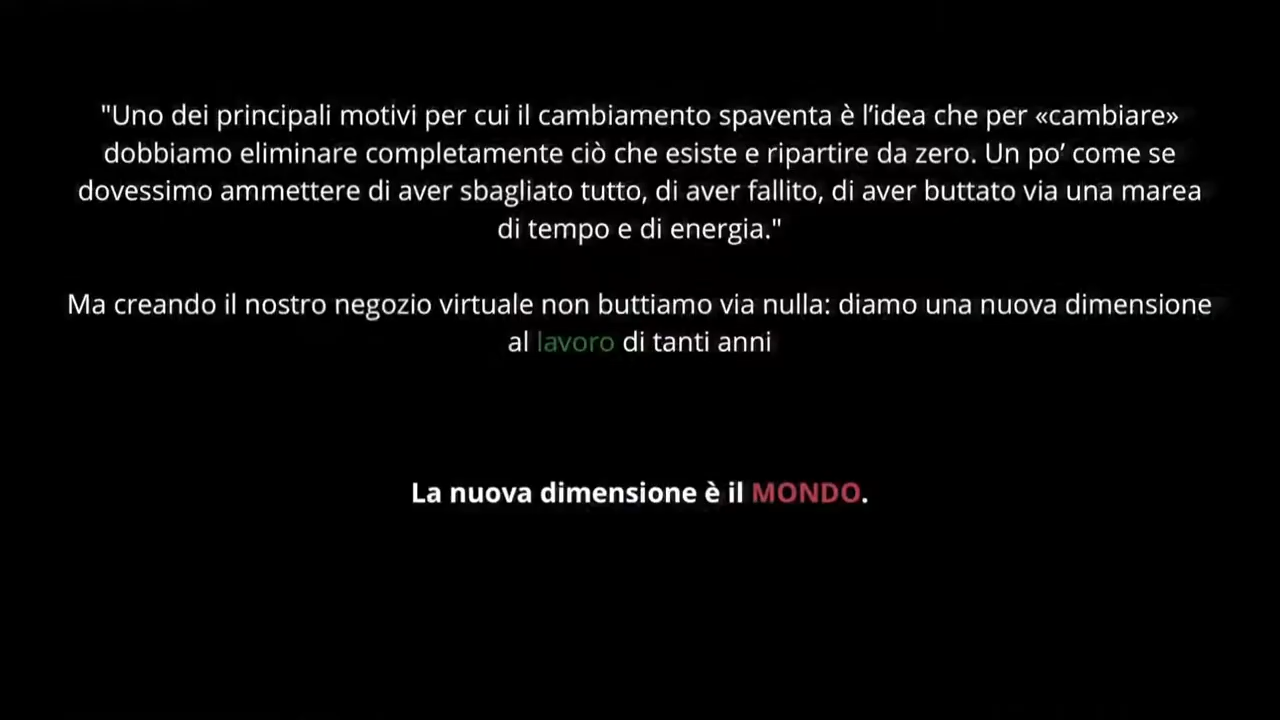 "Uno dei principali motivi per cui il cambiamento spaventa è l’idea che per «cambiare»
dobbiamo eliminare completamente ciò che esiste e ripartire da zero. Un po’ come se
dovessimo ammettere di aver sbagliato tutto, di aver fallito, di aver buttato via una marea
di tempo e di energia."
Ma creando il nostro negozio virtuale non buttiamo via nulla: diamo una nuova dimensione
al lavoro di tanti anni
La nuova dimensione è il MONDO.